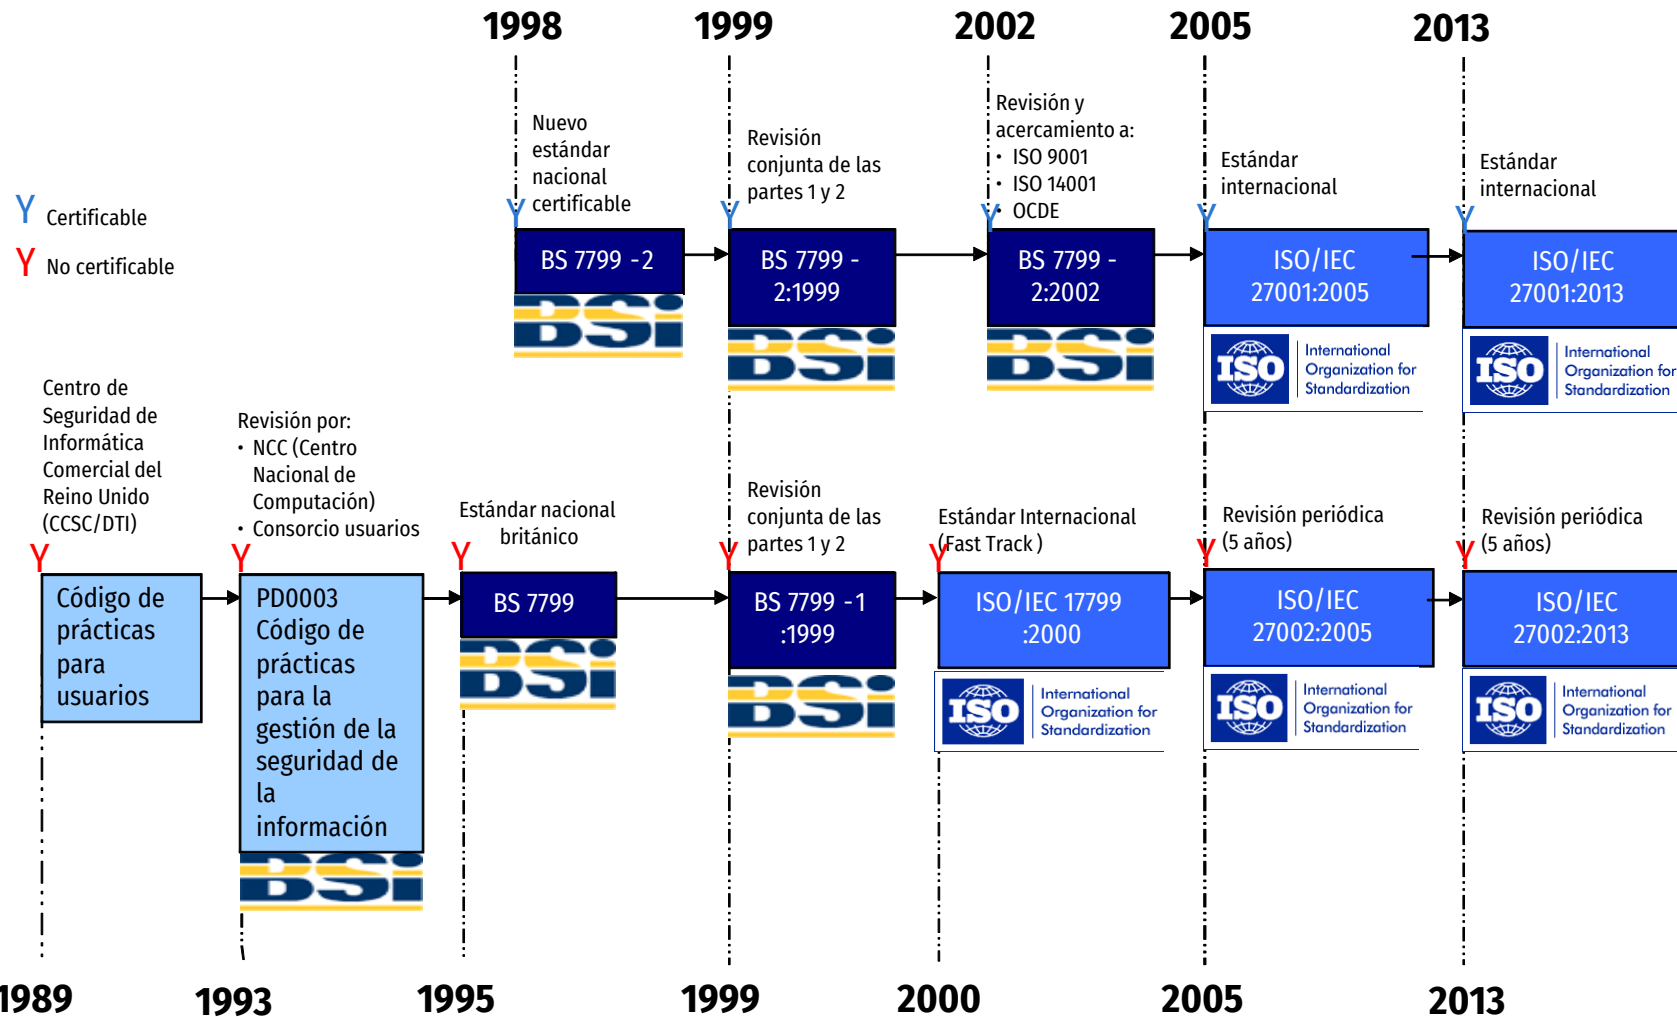 1998
1999
2002
2005
2013
Nuevo
estándar
nacional
certificable
Revisión
conjunta de las
partes 1 y 2
Revisión y
acercamiento a:
• ISO 9001
• ISO 14001
• OCDE
Estándar
internacional
Estándar
internacional
Y Certificable
Y No certificable
Y
Y
Y
Y
Y
BS 7799 -2
BS 7799 -
2:1999
BS 7799 -
2:2002
ISO/IEC
27001:2005
ISO/IEC
27001:2013
BSi
BSi
BSi
ISO
International
Organization for
Standardization
ISO
International
Organization for
Standardization
Centro de
Seguridad de
Informática
Comercial del
Reino Unido
(CCSC/DTI)
Revisión por:
• NCC (Centro
Nacional de
Computación)
• Consorcio usuarios
Estándar nacional
británico
Revisión
conjunta de las
partes 1 y 2
Estándar Internacional
(Fast Track )
Revisión periódica
(5 años)
Revisión periódica
(5 años)
Y
Y
Y
Y
Y
Y
Y
Código de
prácticas
para
usuarios
PD0003
Código de
prácticas
para la
gestión de la
seguridad de
la
información
BS 7799
BS 7799 -1
:1999
ISO/IEC 17799
:2000
ISO/IEC
27002:2005
ISO/IEC
27002:2013
BSi
BSi
BSi
ISO
International
Organization for
Standardization
ISO
International
Organization for
Standardization
ISO
International
Organization for
Standardization
1989
1993
1995
1999
2000
2005
2013